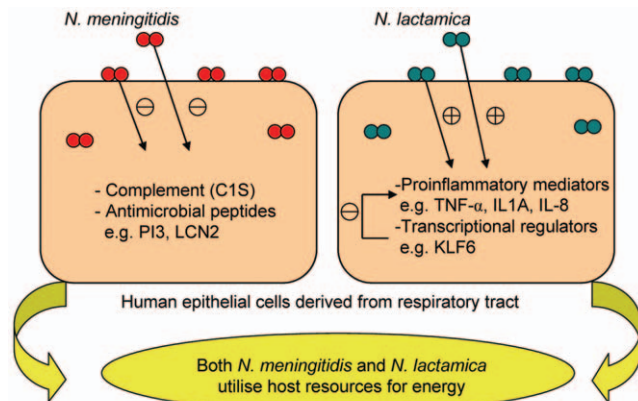 N. meningitidis
N. lactamica
⊖ ⊖
- Complement (C1S)
- Antimicrobial peptides
e.g. PI3, LCN2
⊕ ⊕
-Proinflammatory mediators
e.g. TNF-α, IL1A, IL-8
⊖
-Transcriptional regulators
e.g. KLF6
Human epithelial cells derived from respiratory tract
Both N. meningitidis and N. lactamica
utilise host resources for energy